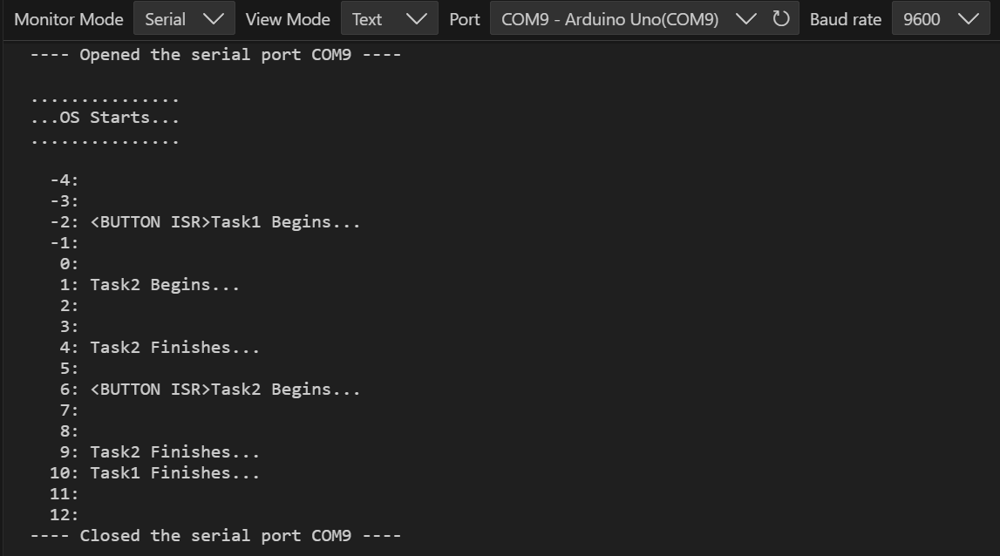 Monitor Mode Serial View Mode Text Port COM9 - Arduino Uno(COM9) Baud rate 9600
---- Opened the serial port COM9 ----
...............
...OS Starts...
...............
-4:
-3:
-2: <BUTTON ISR>Task1 Begins...
-1:
0:
1: Task2 Begins...
2:
3:
4: Task2 Finishes...
5:
6: <BUTTON ISR>Task2 Begins...
7:
8:
9: Task2 Finishes...
10: Task1 Finishes...
11:
12:
---- Closed the serial port COM9 ----